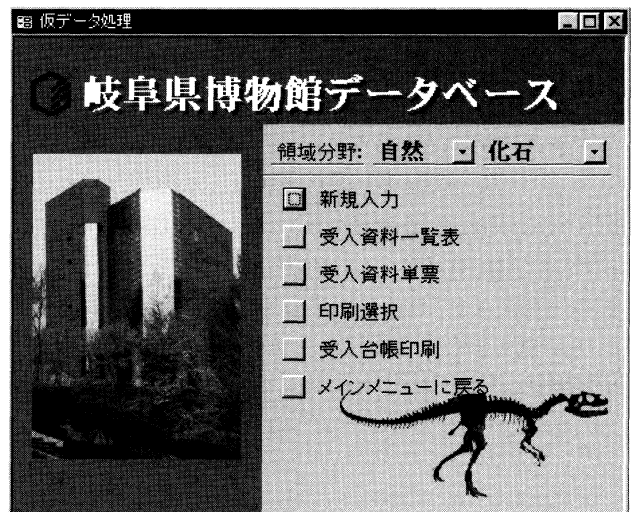 仮データ処理
岐阜県博物館データベース
領域分野: 自然 化石
新規入力
受入資料一覧表
受入資料単票
印刷選択
受入台帳印刷
メインメニューに戻る